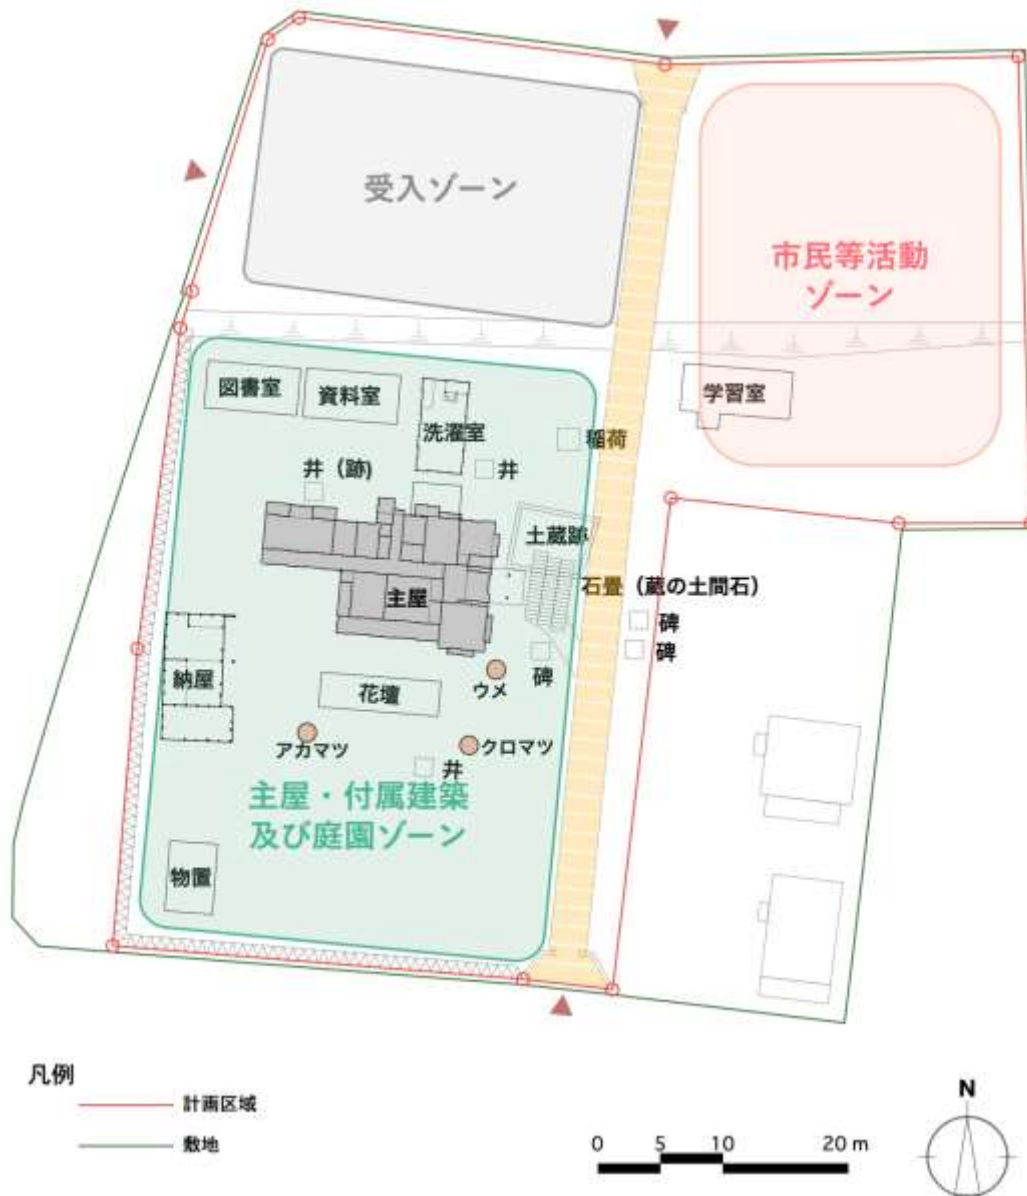 受入ゾーン
市民等活動
ゾーン
図書室
資料室
洗濯室
学習室
稲荷
井（跡)
井
土蔵跡
石畳（蔵の土間石）
主屋
碑
碑
碑
納屋
花壇
ウメ
アカマツ
クロマツ
井
主屋・付属建築
及び庭園ゾーン
物置
凡例
計画区域
敷地
0 5 10 20 m
N